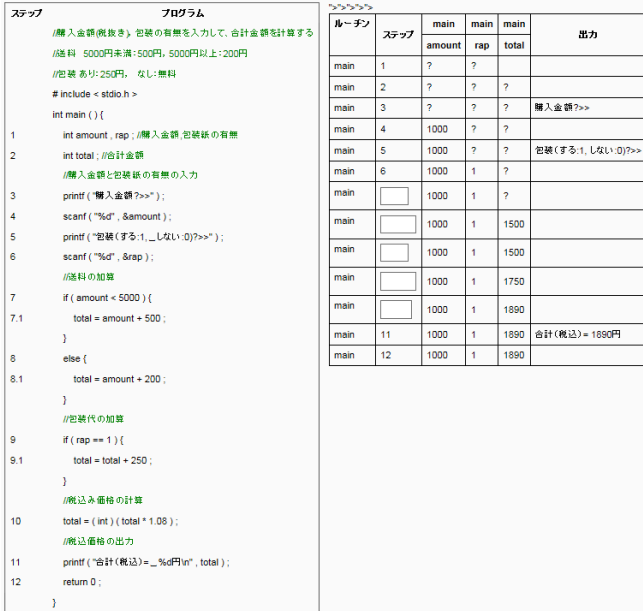 ステップ プログラム
//購入金額(税抜き), 包装の有無を入力して、合計金額を計算する
//送料 5000円未満:500円, 5000円以上:200円
//包装 あり:250円, なし:無料
# include < stdio.h >
int main ( ) {
1 int amount , rap ; //購入金額,包装紙の有無
2 int total ; //合計金額
//購入金額と包装紙の有無の入力
3 printf ( "購入金額?>>" ) ;
4 scanf ( "%d" , &amount ) ;
5 printf ( "包装(する:1, _しない:0)?>>" ) ;
6 scanf ( "%d" , &rap ) ;
//送料の加算
7 if ( amount < 5000 ) {
7.1 total = amount + 500 ;
}
8 else {
8.1 total = amount + 200 ;
}
//包装代の加算
9 if ( rap == 1 ) {
9.1 total = total + 250 ;
}
//税込み価格の計算
10 total = ( int ) ( total * 1.08 ) ;
//税込価格の出力
11 printf ( "合計(税込)=_%d円\n" , total ) ;
12 return 0 ;
}
">">">">
ルーチン ステップ main main main 出力
amount rap total
main 1 ? ?
main 2 ? ? ?
main 3 ? ? ? 購入金額?>>
main 4 1000 ? ?
main 5 1000 ? ? 包装(する:1, しない:0)?>>
main 6 1000 1 ?
main 1000 1 ?
main 1000 1 1500
main 1000 1 1500
main 1000 1 1750
main 1000 1 1890
main 11 1000 1 1890 合計(税込)= 1890円
main 12 1000 1 1890